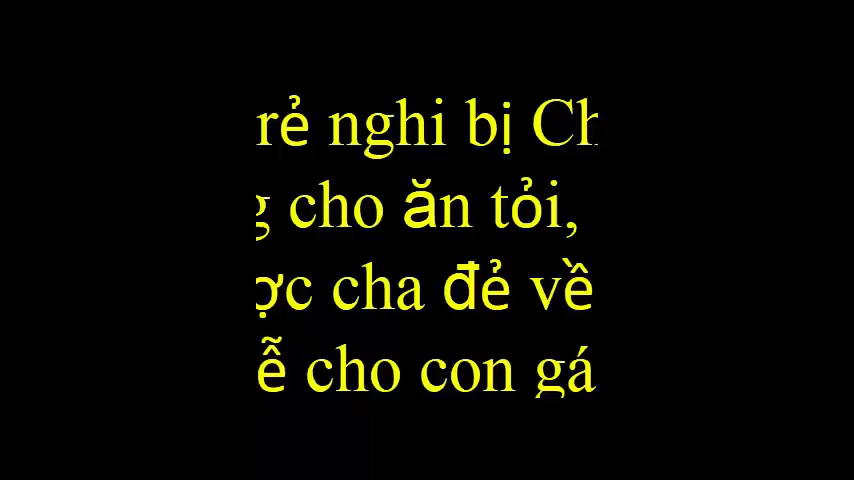 rẻ nghi bị Ch
g cho ăn tỏi,
ợc cha đẻ về
ễ cho con gá